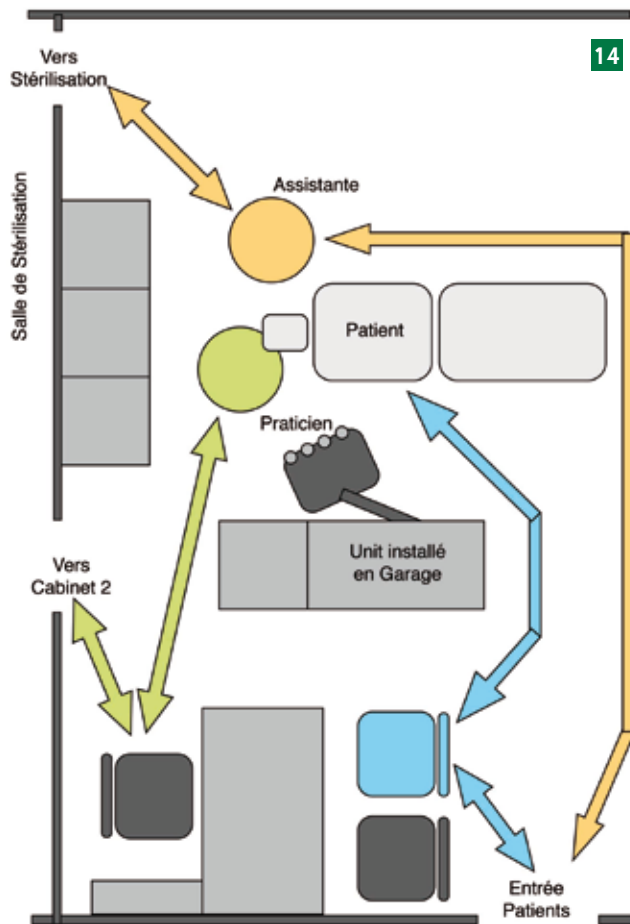 14
Vers
Stérilisation
Salle de Stérilisation
Assistante
Patient
Praticien
Unit installé
en Garage
Vers
Cabinet 2
Entrée
Patients